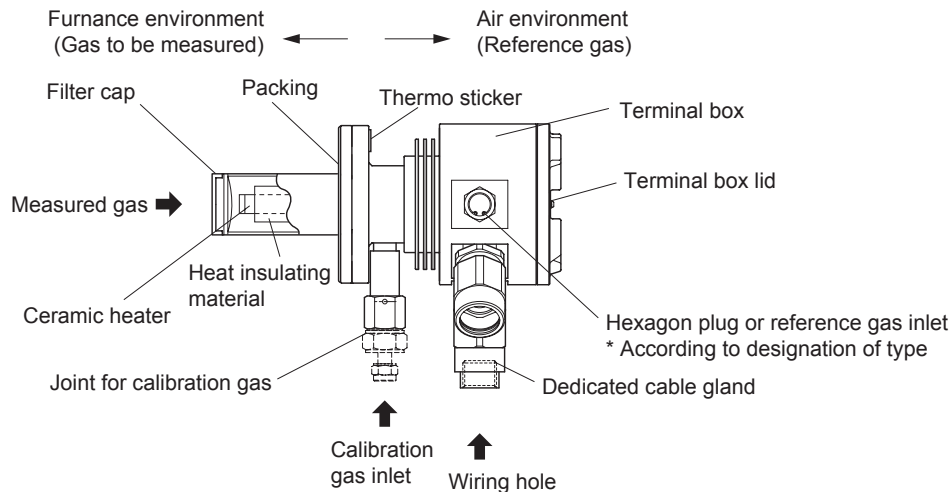 Furnance environment
(Gas to be measured)
Air environment
(Reference gas)
Filter cap
Packing
Thermo sticker
Terminal box
Terminal box lid
Measured gas
Heat insulating
material
Ceramic heater
Hexagon plug or reference gas inlet
* According to designation of type
Joint for calibration gas
Dedicated cable gland
Calibration
gas inlet
Wiring hole